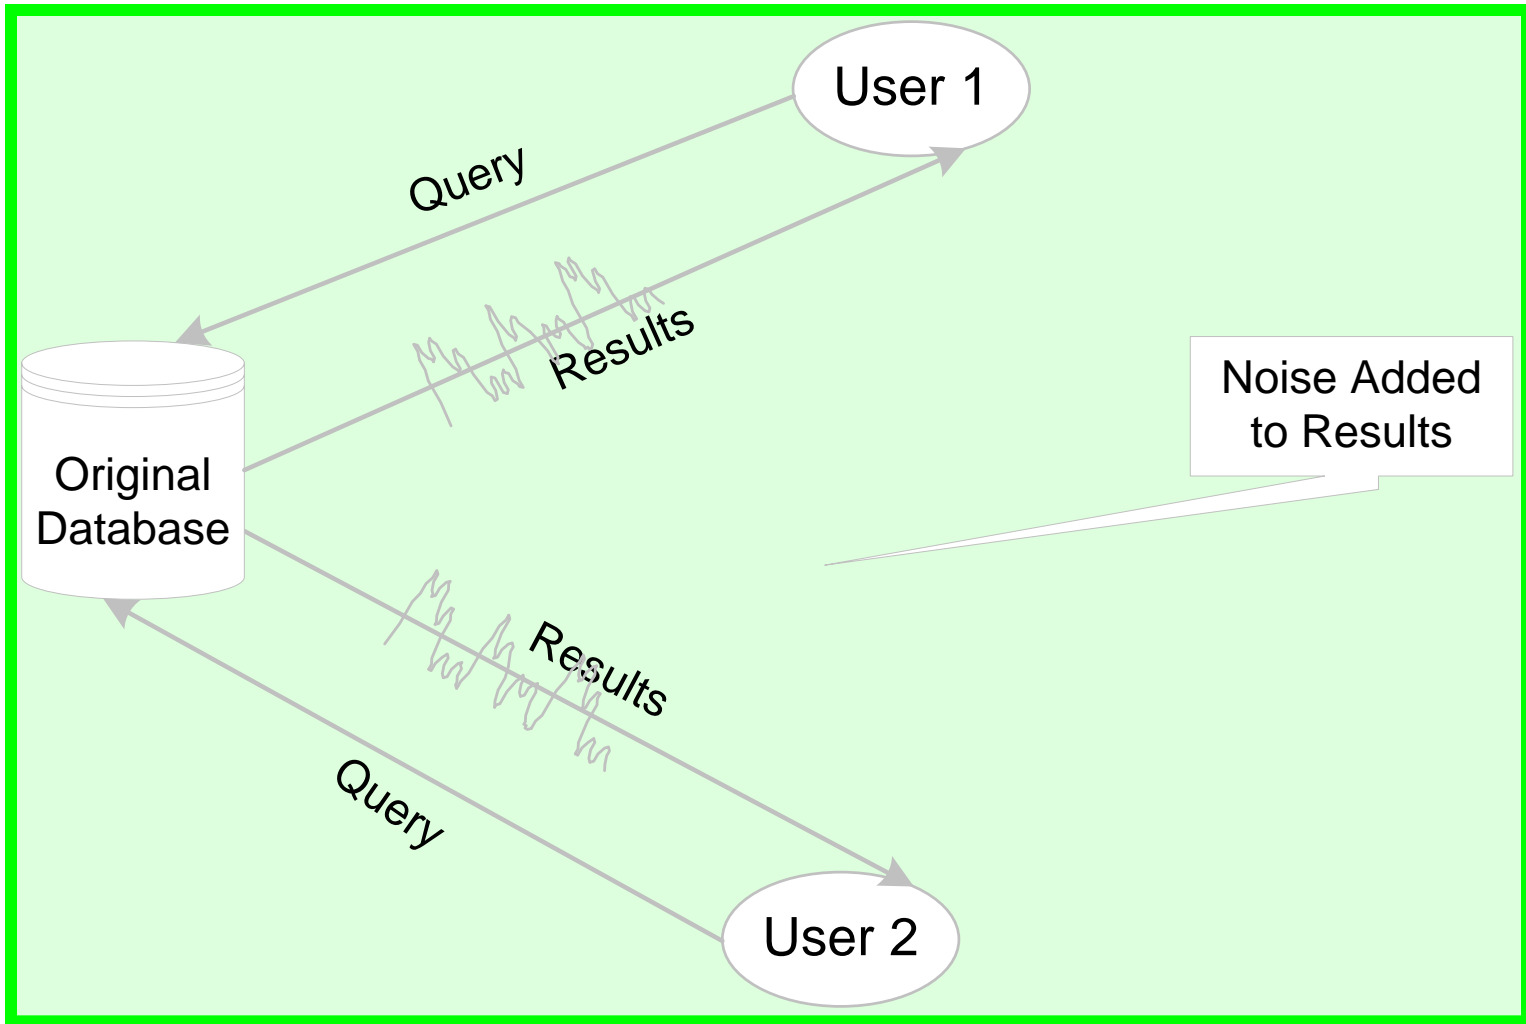 User 1
Query
Results
Noise Added
to Results
Original
Database
Results
Query
User 2